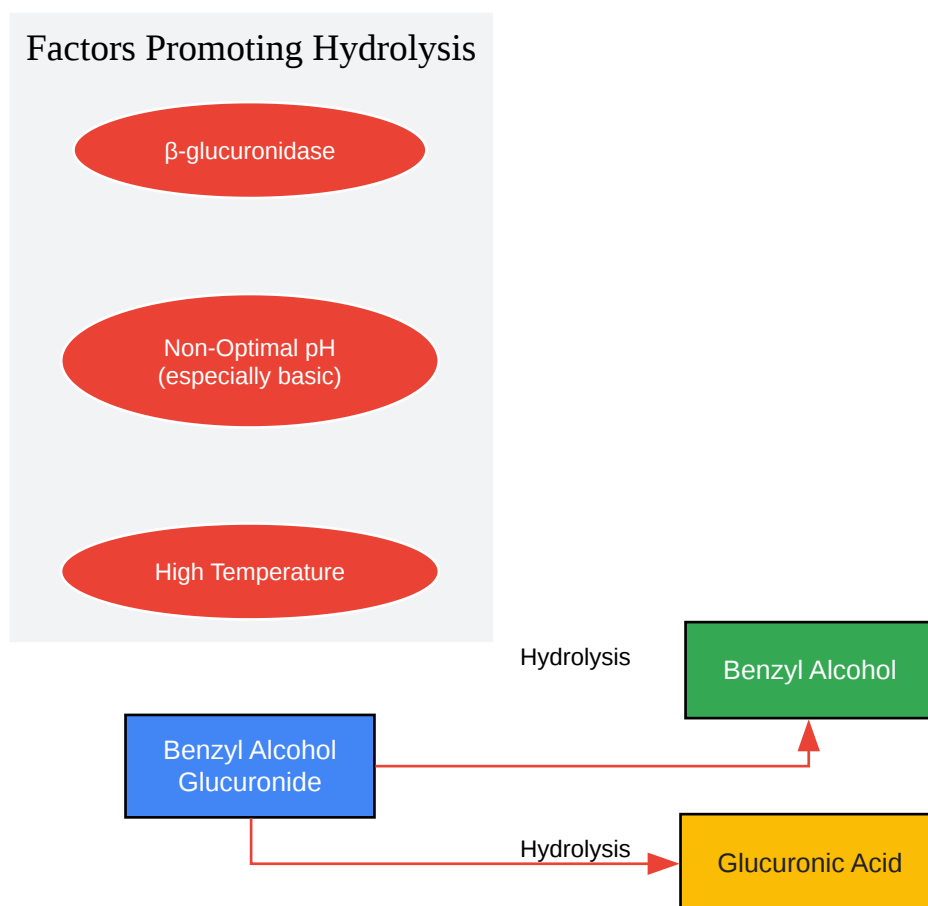 Factors Promoting Hydrolysis
β-glucuronidase
Non-Optimal pH
(especially basic)
High Temperature
Hydrolysis
Benzyl Alcohol
Benzyl Alcohol
Glucuronide
Hydrolysis
Glucuronic Acid